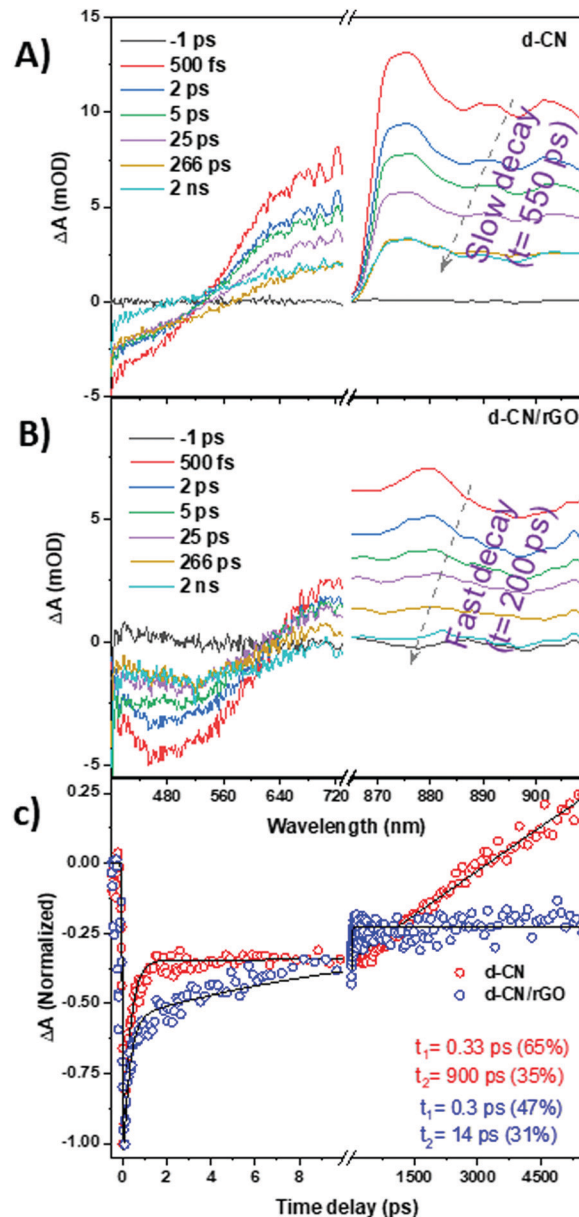 A)
15
10
5
0
-5
ΔA (mOD)
-1 ps
500 fs
2 ps
5 ps
25 ps
266 ps
2 ns
d-CN
Slow decay
(t= 550 ps)
B)
5
0
-5
ΔA (mOD)
-1 ps
500 fs
2 ps
5 ps
25 ps
266 ps
2 ns
d-CN/rGO
Fast decay
(t= 200 ps)
480 560 640 720 870 880 890 900
Wavelength (nm)
c)
0.25
0.00
-0.25
-0.50
-0.75
-1.00
ΔA (Normalized)
d-CN
d-CN/rGO
t1= 0.33 ps (65%)
t2= 900 ps (35%)
t1= 0.3 ps (47%)
t2= 14 ps (31%)
0 2 4 6 8 1500 3000 4500
Time delay (ps)